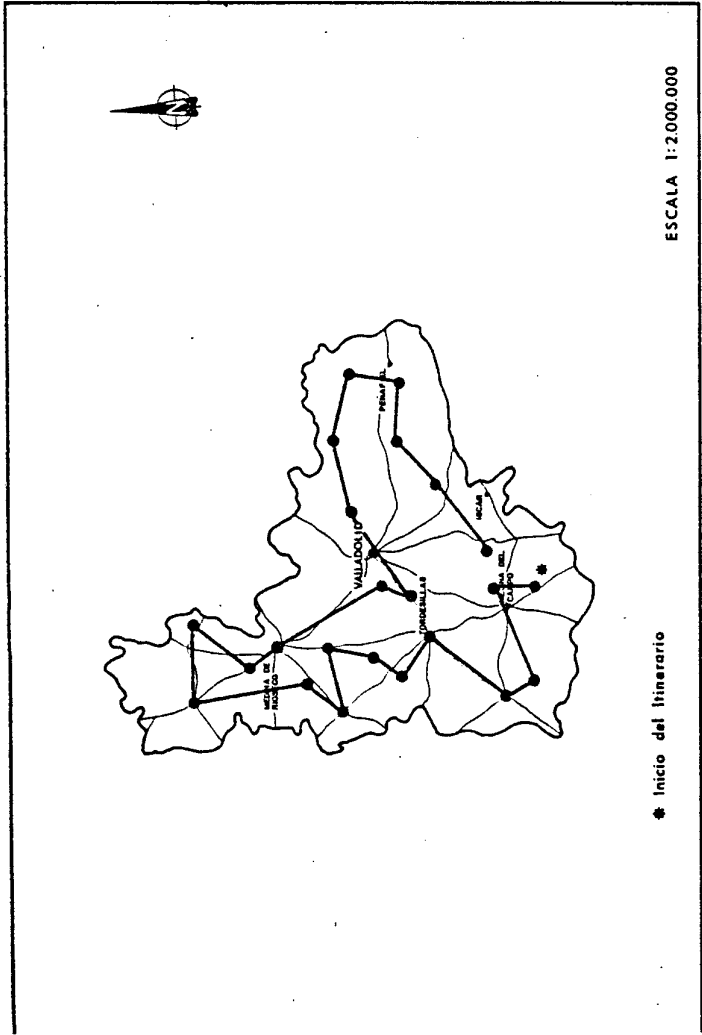 N
MEDINA DE
RIOSECO
VALLADOLID
PEÑAFIEL
TORDESILLAS
MEDINA DEL
CAMPO
✱ Inicio del Itinerario
ESCALA 1:2.000.000